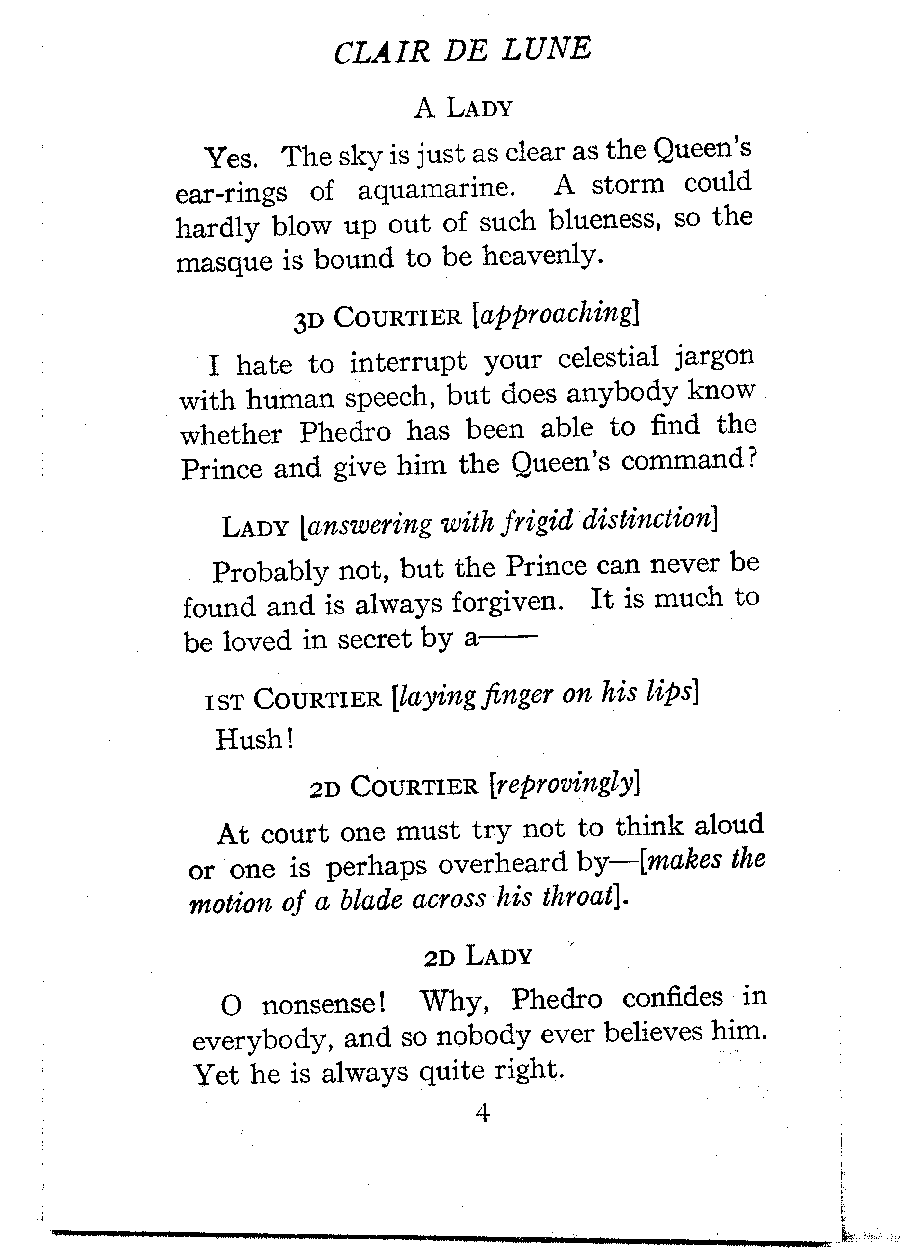 CLAIR DE LUNE
A LADY
Yes. The sky is just as clear as the Queen's
ear-rings of aquamarine. A storm could
hardly blow up out of such blueness, so the
masque is bound to be heavenly.
3D COURTIER [approaching]
I hate to interrupt your celestial jargon
with human speech, but does anybody know
whether Phedro has been able to find the
Prince and give him the Queen's command?
LADY [answering with frigid distinction]
Probably not, but the Prince can never be
found and is always forgiven. It is much to
be loved in secret by a——
1ST COURTIER [laying finger on his lips]
Hush!
2D COURTIER [reprovingly]
At court one must try not to think aloud
or one is perhaps overheard by—[makes the
motion of a blade across his throat].
2D LADY
O nonsense! Why, Phedro confides in
everybody, and so nobody ever believes him.
Yet he is always quite right.
4